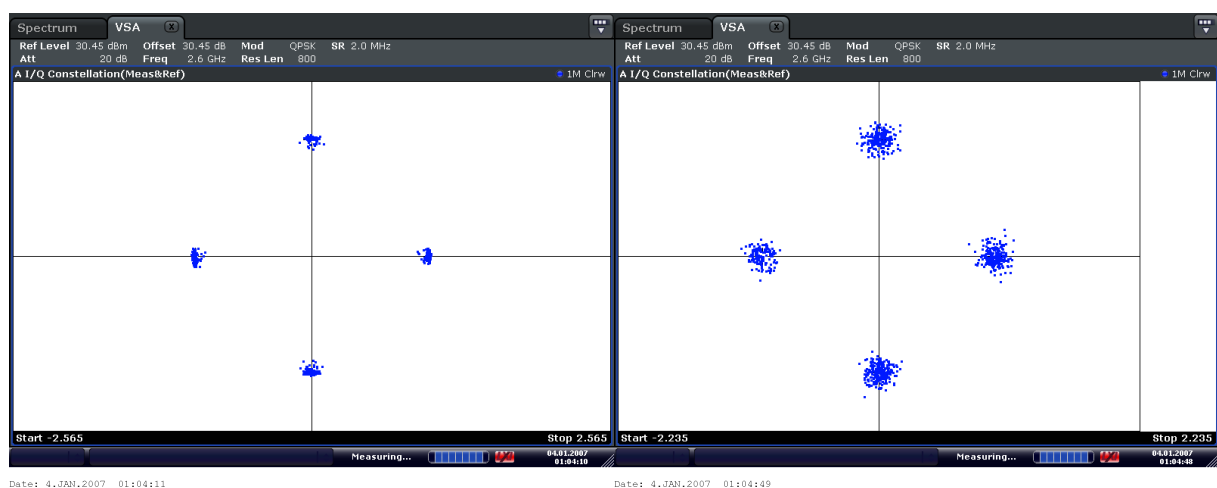 Spectrum VSA X
Ref Level 30.45 dBm Offset 30.45 dB Mod QPSK SR 2.0 MHz
Att 20 dB Freq 2.6 GHz Res Len 800
A I/Q Constellation(Meas&Ref) 1M Clrw
Start -2.565 Stop 2.565
Measuring... 04.01.2007
01:04:10
Date: 4.JAN.2007 01:04:11
Spectrum VSA X
Ref Level 30.45 dBm Offset 30.45 dB Mod QPSK SR 2.0 MHz
Att 20 dB Freq 2.6 GHz Res Len 800
A I/Q Constellation(Meas&Ref) 1M Clrw
Start -2.235 Stop 2.235
Measuring... 04.01.2007
01:04:48
Date: 4.JAN.2007 01:04:49